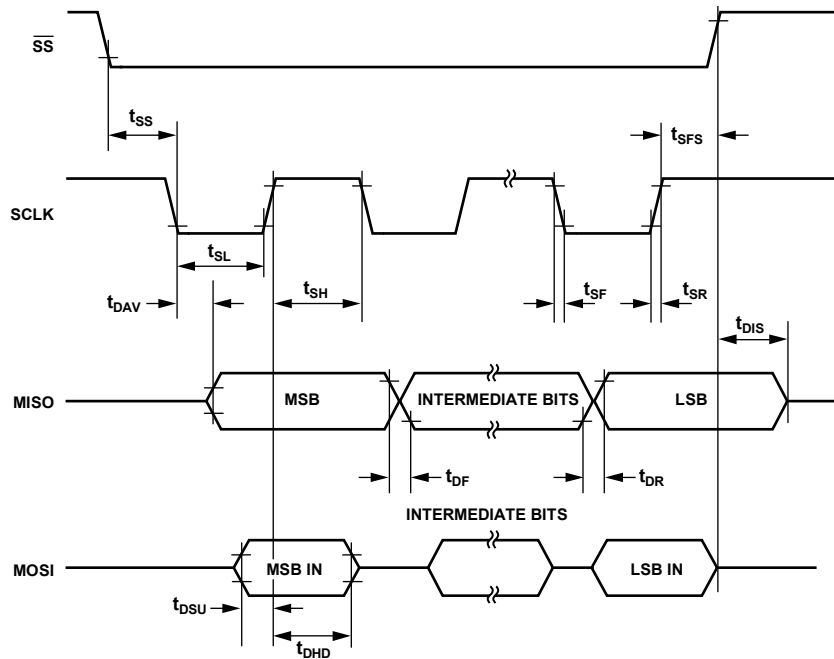 SS
tSS
tSFS
SCLK
tSL
tSH
tSF
tSR
tDAV
tDIS
MISO
MSB
INTERMEDIATE BITS
LSB
tDF
tDR
INTERMEDIATE BITS
MOSI
MSB IN
LSB IN
tDSU
tDHD